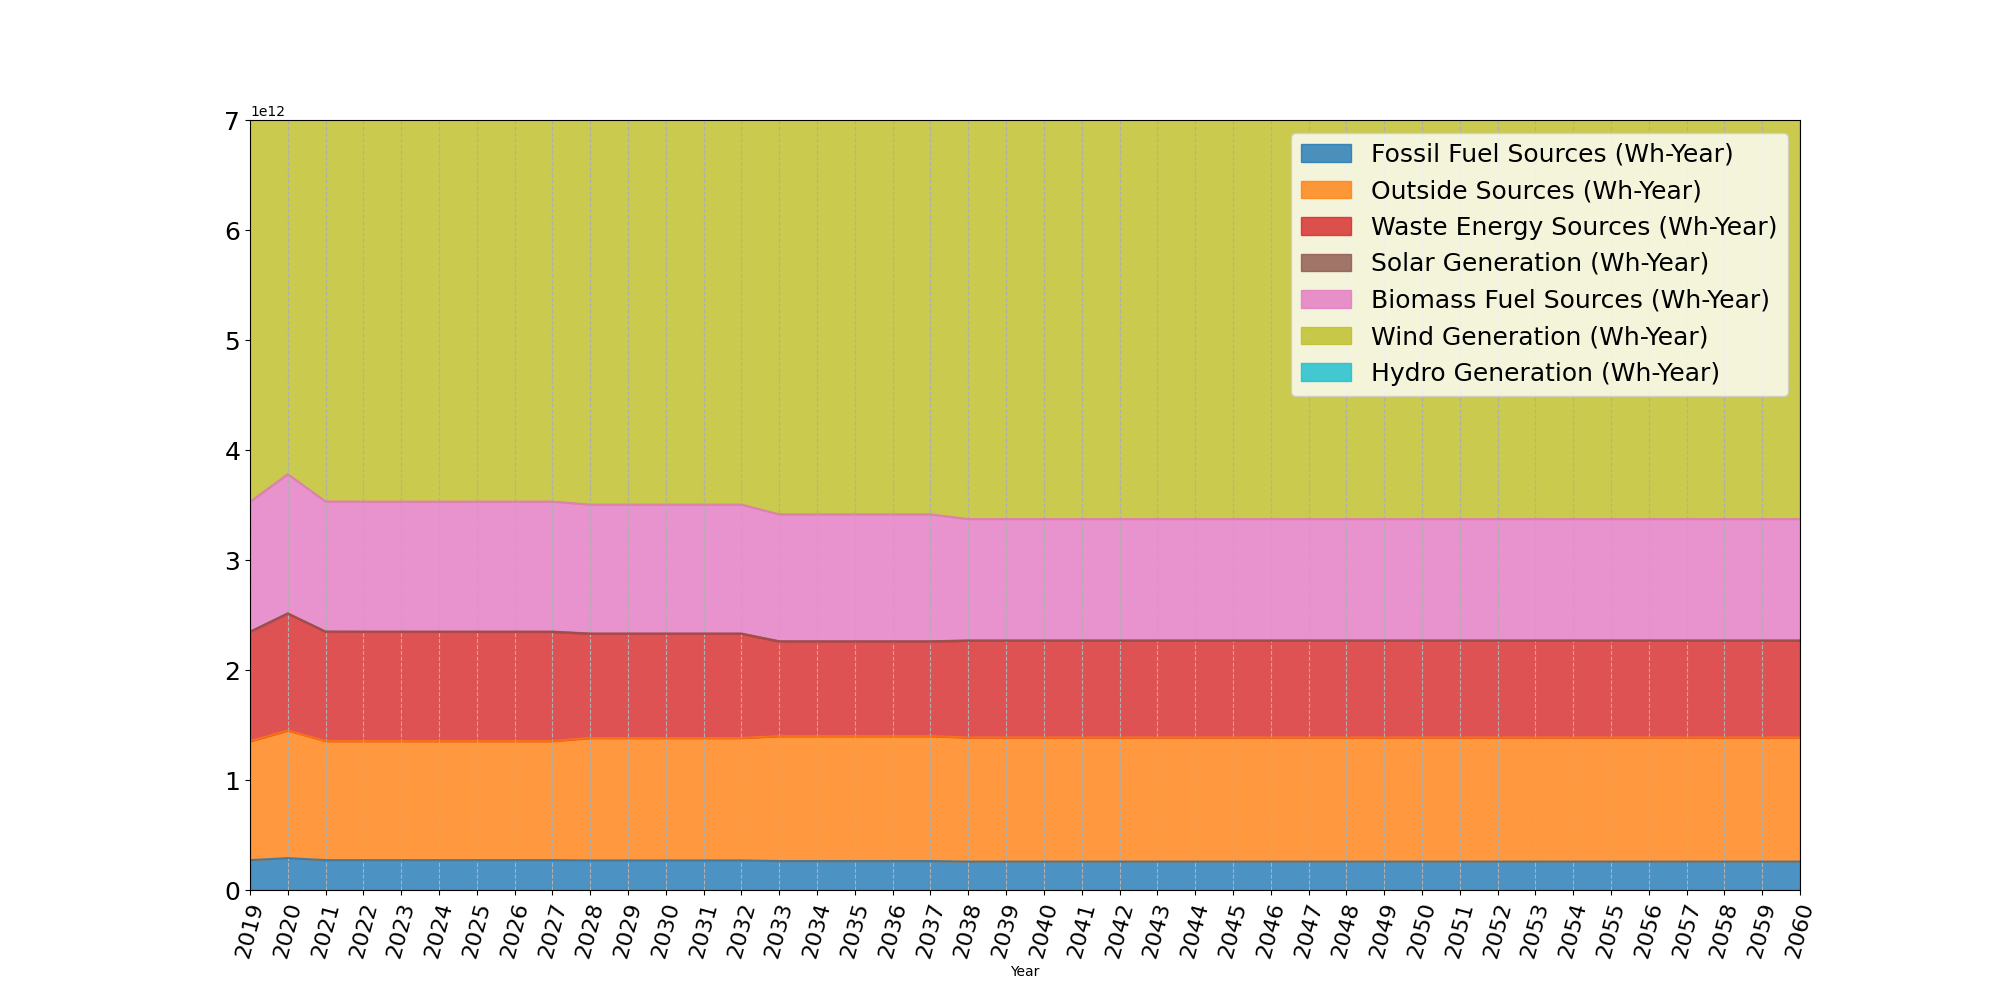 1e12
7
6
5
4
3
2
1
0
Fossil Fuel Sources (Wh-Year)
Outside Sources (Wh-Year)
Waste Energy Sources (Wh-Year)
Solar Generation (Wh-Year)
Biomass Fuel Sources (Wh-Year)
Wind Generation (Wh-Year)
Hydro Generation (Wh-Year)
2019 2020 2021 2022 2023 2024 2025 2026 2027 2028 2029 2030 2031 2032 2033 2034 2035 2036 2037 2038 2039 2040 2041 2042 2043 2044 2045 2046 2047 2048 2049 2050 2051 2052 2053 2054 2055 2056 2057 2058 2059 2060
Year